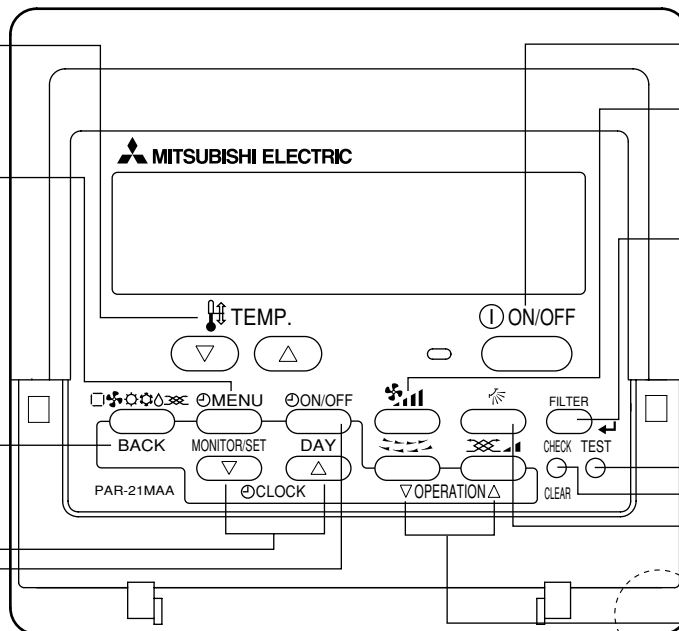 MITSUBISHI ELECTRIC
TEMP.
ON/OFF
MENU
ON/OFF
FILTER
BACK
MONITOR/SET
DAY
CHECK
TEST
PAR-21MAA
CLOCK
OPERATION
CLEAR